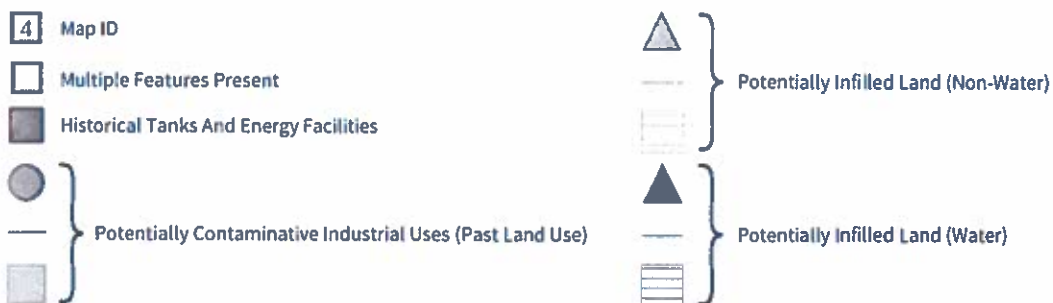 4 Map ID
Multiple Features Present
Historical Tanks And Energy Facilities
Potentially Contaminative Industrial Uses (Past Land Use)
Potentially Infilled Land (Non-Water)
Potentially Infilled Land (Water)